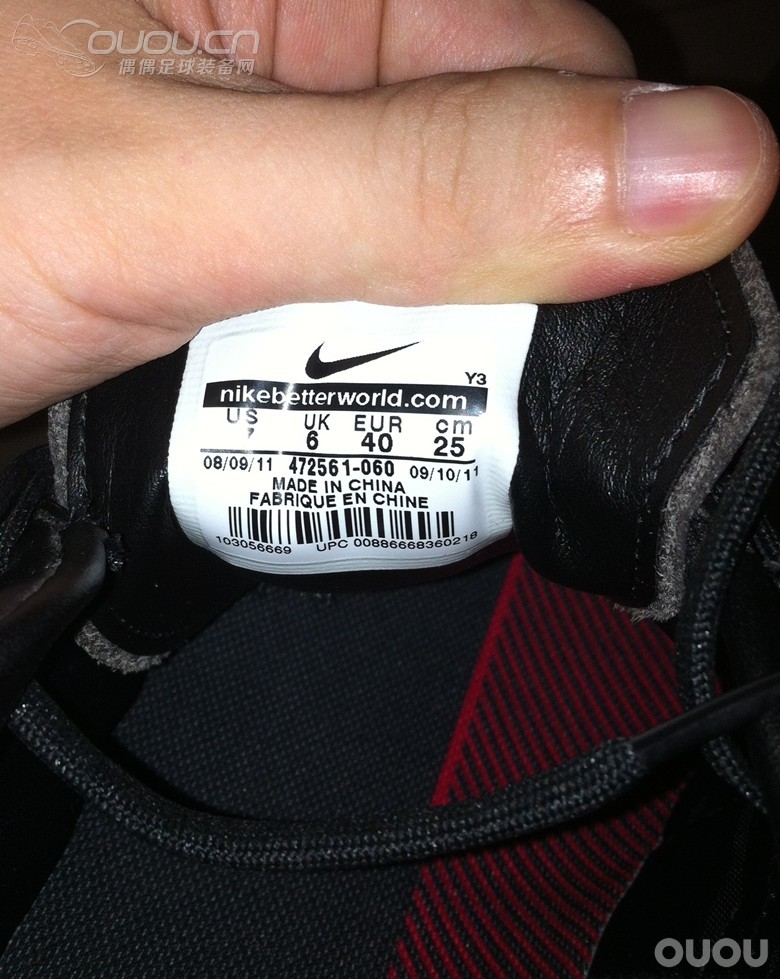 OUOU.cn
偶偶足球装备网
Y3
nikebetterworld.com
US UK EUR cm
7 6 40 25
08/09/11 472561-060 09/10/11
MADE IN CHINA
FABRIQUE EN CHINE
103056669 UPC 00886668360218
OUOU